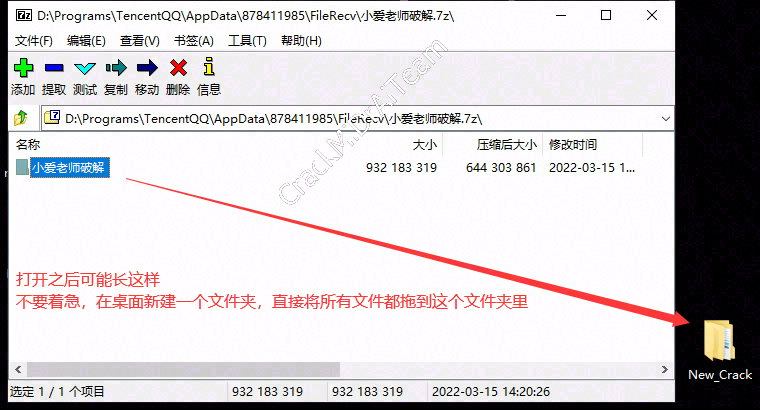 D:\Programs\TencentQQ\AppData\878411985\FileRecv\小爱老师破解.7z\
文件(F) 编辑(E) 查看(V) 书签(A) 工具(T) 帮助(H)
添加 提取 测试 复制 移动 删除 信息
D:\Programs\TencentQQ\AppData\878411985\FileRecv\小爱老师破解.7z\
名称 大小 压缩后大小 修改时间
小爱老师破解 932 183 319 644 303 861 2022-03-15 1...
CrackMiBrAiTeam
打开之后可能长这样
不要着急，在桌面新建一个文件夹，直接将所有文件都拖到这个文件夹里
New_Crack
选定 1 / 1 个项目 932 183 319 932 183 319 2022-03-15 14:20:26